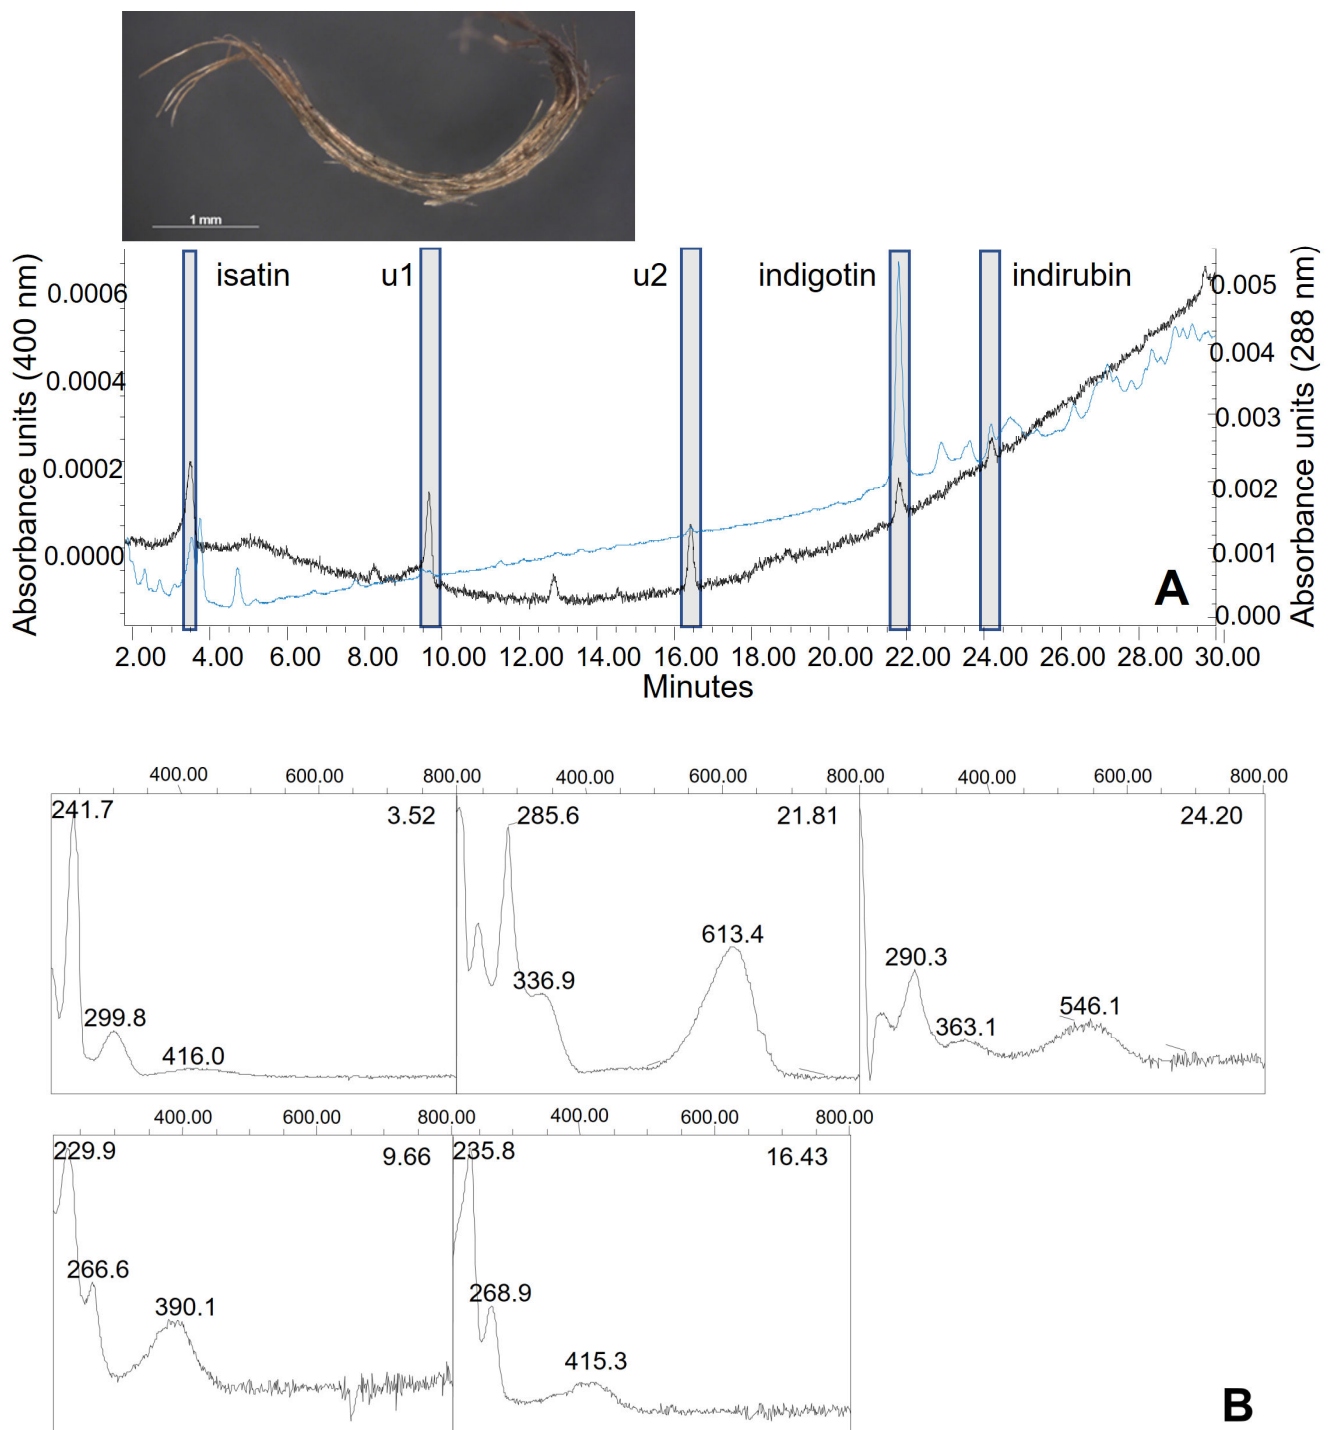 1 mm
isatin u1 u2 indigotin indirubin
Absorbance units (400 nm)
0.0006
0.0004
0.0002
0.0000
Absorbance units (288 nm)
0.005
0.004
0.003
0.002
0.001
0.000
A
2.00 4.00 6.00 8.00 10.00 12.00 14.00 16.00 18.00 20.00 22.00 24.00 26.00 28.00 30.00
Minutes
400.00 600.00 800.00 400.00 600.00 800.00 400.00 600.00 800.00
241.7 3.52 285.6 21.81 24.20
299.8 416.0 336.9 613.4 290.3 363.1 546.1
400.00 600.00 800.00 400.00 600.00 800.00
229.9 9.66 235.8 16.43
266.6 390.1 268.9 415.3
B